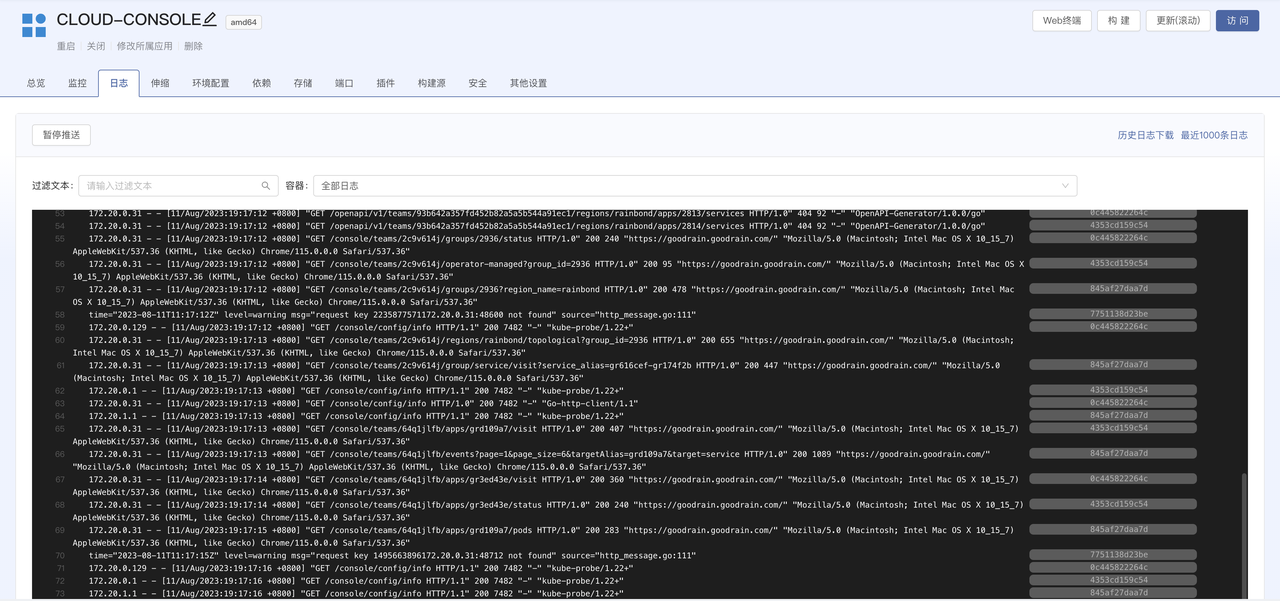 CLOUD-CONSOLE
amd64
Web终端 构 建 更新(滚动) 访 问
重启 关闭 修改所属应用 删除
总览 监控 日志 伸缩 环境配置 依赖 存储 端口 插件 构建源 安全 其他设置
暂停推送 历史日志下载 最近1000条日志
过滤文本: 请输入过滤文本 容器: 全部日志
53 172.20.0.31 - - [11/Aug/2023:19:17:12 +0800] "GET /openapi/v1/teams/93b642a357fd452b82a5a5b544a91ec1/regions/rainbond/apps/2813/services HTTP/1.0" 404 92 "-" "OpenAPI-Generator/1.0.0/go" 0c445822264c
54 172.20.0.31 - - [11/Aug/2023:19:17:12 +0800] "GET /openapi/v1/teams/93b642a357fd452b82a5a5b544a91ec1/regions/rainbond/apps/2814/services HTTP/1.0" 404 92 "-" "OpenAPI-Generator/1.0.0/go" 4353cd159c54
55 172.20.0.31 - - [11/Aug/2023:19:17:12 +0800] "GET /console/teams/2c9v614j/groups/2936/status HTTP/1.0" 200 240 "https://goodrain.goodrain.com/" "Mozilla/5.0 (Macintosh; Intel Mac OS X 10_15_7) 0c445822264c
AppleWebKit/537.36 (KHTML, like Gecko) Chrome/115.0.0.0 Safari/537.36"
56 172.20.0.31 - - [11/Aug/2023:19:17:12 +0800] "GET /console/teams/2c9v614j/operator-managed?group_id=2936 HTTP/1.0" 200 95 "https://goodrain.goodrain.com/" "Mozilla/5.0 (Macintosh; Intel Mac OS X 4353cd159c54
10_15_7) AppleWebKit/537.36 (KHTML, like Gecko) Chrome/115.0.0.0 Safari/537.36"
57 172.20.0.31 - - [11/Aug/2023:19:17:12 +0800] "GET /console/teams/2c9v614j/groups/2936?region_name=rainbond HTTP/1.0" 200 478 "https://goodrain.goodrain.com/" "Mozilla/5.0 (Macintosh; Intel Mac 845af27daa7d
OS X 10_15_7) AppleWebKit/537.36 (KHTML, like Gecko) Chrome/115.0.0.0 Safari/537.36"
58 time="2023-08-11T11:17:12Z" level=warning msg="request key 2235877571172.20.0.31:48600 not found" source="http_message.go:111" 7751138d23be
59 172.20.0.129 - - [11/Aug/2023:19:17:12 +0800] "GET /console/config/info HTTP/1.1" 200 7482 "-" "kube-probe/1.22+" 0c445822264c
60 172.20.0.31 - - [11/Aug/2023:19:17:13 +0800] "GET /console/teams/2c9v614j/regions/rainbond/topological?group_id=2936 HTTP/1.0" 200 655 "https://goodrain.goodrain.com/" "Mozilla/5.0 (Macintosh;
Intel Mac OS X 10_15_7) AppleWebKit/537.36 (KHTML, like Gecko) Chrome/115.0.0.0 Safari/537.36"
61 172.20.0.31 - - [11/Aug/2023:19:17:13 +0800] "GET /console/teams/2c9v614j/group/service/visit?service_alias=gr616cef-gr174f2b HTTP/1.0" 200 447 "https://goodrain.goodrain.com/" "Mozilla/5.0 845af27daa7d
(Macintosh; Intel Mac OS X 10_15_7) AppleWebKit/537.36 (KHTML, like Gecko) Chrome/115.0.0.0 Safari/537.36"
62 172.20.0.1 - - [11/Aug/2023:19:17:13 +0800] "GET /console/config/info HTTP/1.1" 200 7482 "-" "kube-probe/1.22+" 4353cd159c54
63 172.20.0.31 - - [11/Aug/2023:19:17:13 +0800] "GET /console/config/info HTTP/1.0" 200 7482 "-" "Go-http-client/1.1" 0c445822264c
64 172.20.1.1 - - [11/Aug/2023:19:17:13 +0800] "GET /console/config/info HTTP/1.1" 200 7482 "-" "kube-probe/1.22+" 845af27daa7d
65 172.20.0.31 - - [11/Aug/2023:19:17:13 +0800] "GET /console/teams/64q1jlfb/apps/grd109a7/visit HTTP/1.0" 200 407 "https://goodrain.goodrain.com/" "Mozilla/5.0 (Macintosh; Intel Mac OS X 10_15_7) 4353cd159c54
AppleWebKit/537.36 (KHTML, like Gecko) Chrome/115.0.0.0 Safari/537.36"
66 172.20.0.31 - - [11/Aug/2023:19:17:13 +0800] "GET /console/teams/64q1jlfb/events?page=1&page_size=6&targetAlias=grd109a7&target=service HTTP/1.0" 200 1089 "https://goodrain.goodrain.com/" 845af27daa7d
"Mozilla/5.0 (Macintosh; Intel Mac OS X 10_15_7) AppleWebKit/537.36 (KHTML, like Gecko) Chrome/115.0.0.0 Safari/537.36"
67 172.20.0.31 - - [11/Aug/2023:19:17:14 +0800] "GET /console/teams/64q1jlfb/apps/gr3ed43e/visit HTTP/1.0" 200 360 "https://goodrain.goodrain.com/" "Mozilla/5.0 (Macintosh; Intel Mac OS X 10_15_7) 0c445822264c
AppleWebKit/537.36 (KHTML, like Gecko) Chrome/115.0.0.0 Safari/537.36"
68 172.20.0.31 - - [11/Aug/2023:19:17:14 +0800] "GET /console/teams/64q1jlfb/apps/gr3ed43e/status HTTP/1.0" 200 240 "https://goodrain.goodrain.com/" "Mozilla/5.0 (Macintosh; Intel Mac OS X 10_15_7) 4353cd159c54
AppleWebKit/537.36 (KHTML, like Gecko) Chrome/115.0.0.0 Safari/537.36"
69 172.20.0.31 - - [11/Aug/2023:19:17:15 +0800] "GET /console/teams/64q1jlfb/apps/grd109a7/pods HTTP/1.0" 200 283 "https://goodrain.goodrain.com/" "Mozilla/5.0 (Macintosh; Intel Mac OS X 10_15_7) 845af27daa7d
AppleWebKit/537.36 (KHTML, like Gecko) Chrome/115.0.0.0 Safari/537.36"
70 time="2023-08-11T11:17:15Z" level=warning msg="request key 1495663896172.20.0.31:48712 not found" source="http_message.go:111" 7751138d23be
71 172.20.0.129 - - [11/Aug/2023:19:17:16 +0800] "GET /console/config/info HTTP/1.1" 200 7482 "-" "kube-probe/1.22+" 0c445822264c
72 172.20.0.1 - - [11/Aug/2023:19:17:16 +0800] "GET /console/config/info HTTP/1.1" 200 7482 "-" "kube-probe/1.22+" 4353cd159c54
73 172.20.1.1 - - [11/Aug/2023:19:17:16 +0800] "GET /console/config/info HTTP/1.1" 200 7482 "-" "kube-probe/1.22+" 845af27daa7d